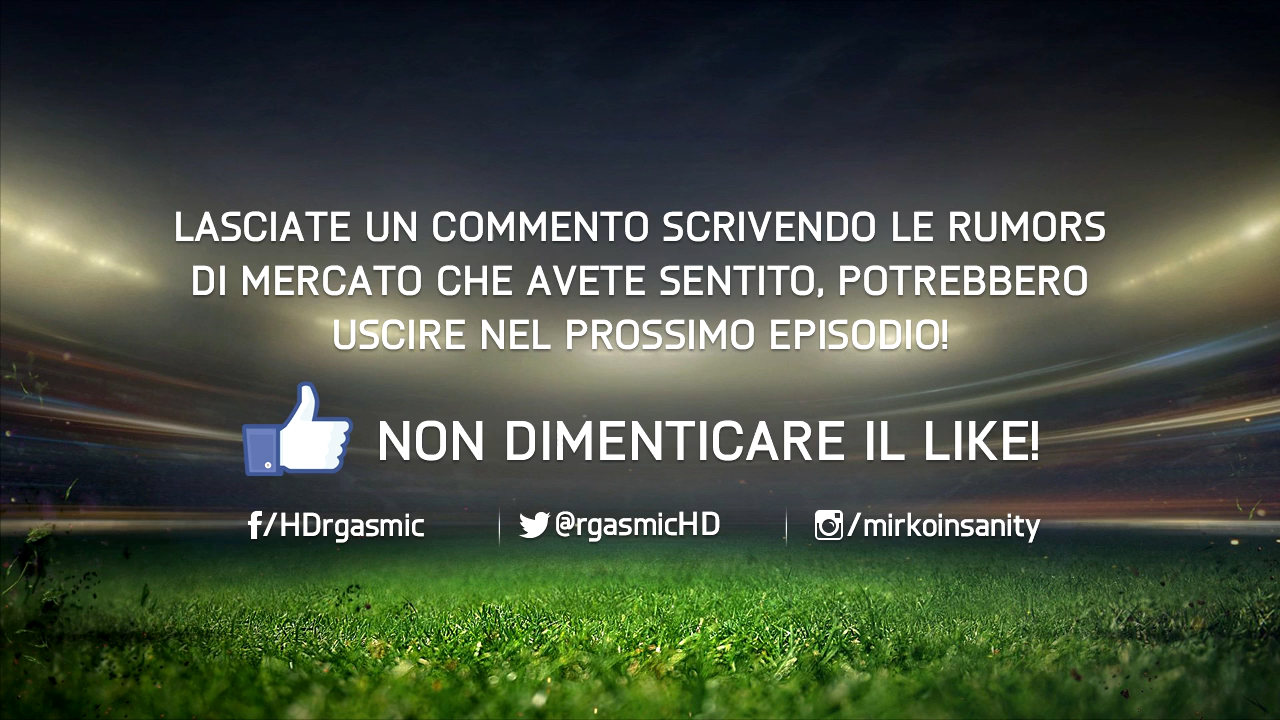 LASCIATE UN COMMENTO SCRIVENDO LE RUMORS
DI MERCATO CHE AVETE SENTITO, POTREBBERO
USCIRE NEL PROSSIMO EPISODIO!
NON DIMENTICARE IL LIKE!
f/HDrgasmic @rgasmicHD /mirkoinsanity